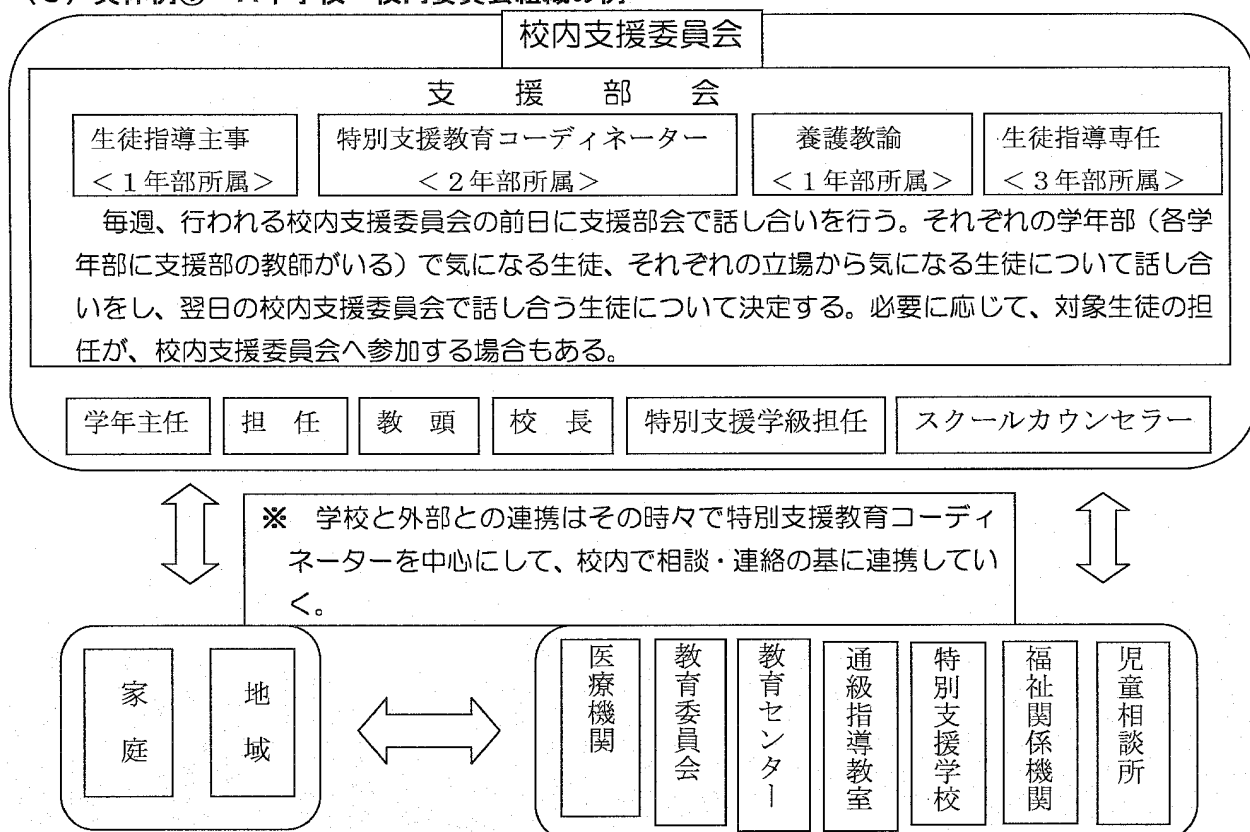 校内支援委員会
支援部会
生徒指導主事
<1年部所属>
特別支援教育コーディネーター
<2年部所属>
養護教諭
<1年部所属>
生徒指導専任
<3年部所属>
毎週、行われる校内支援委員会の前日に支援部会で話し合いを行う。それぞれの学年部(各学
年部に支援部の教師がいる)で気になる生徒、それぞれの立場から気になる生徒について話し合
いをし、翌日の校内支援委員会で話し合う生徒について決定する。必要に応じて、対象生徒の担
任が、校内支援委員会へ参加する場合もある。
学年主任
担任
教頭
校長
特別支援学級担任
スクールカウンセラー
※ 学校と外部との連携はその時々で特別支援教育コーディ
ネーターを中心にして、校内で相談・連絡の基に連携してい
く。
家庭
地域
医療機関
教育委員会
教育センター
通級指導教室
特別支援学校
福祉関係機関
児童相談所